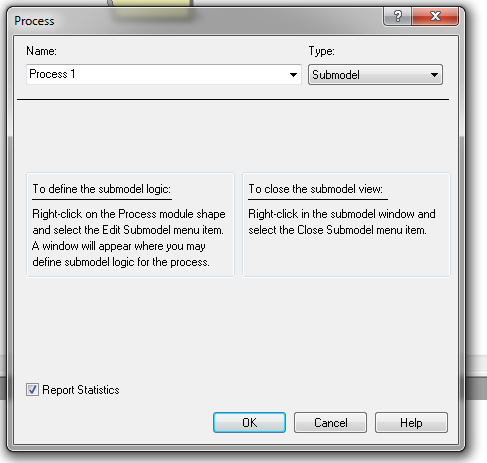 Process
Name:
Type:
Process 1
Submodel
To define the submodel logic:
Right-click on the Process module shape
and select the Edit Submodel menu item.
A window will appear where you may
define submodel logic for the process.
To close the submodel view:
Right-click in the submodel window and
select the Close Submodel menu item.
Report Statistics
OK
Cancel
Help